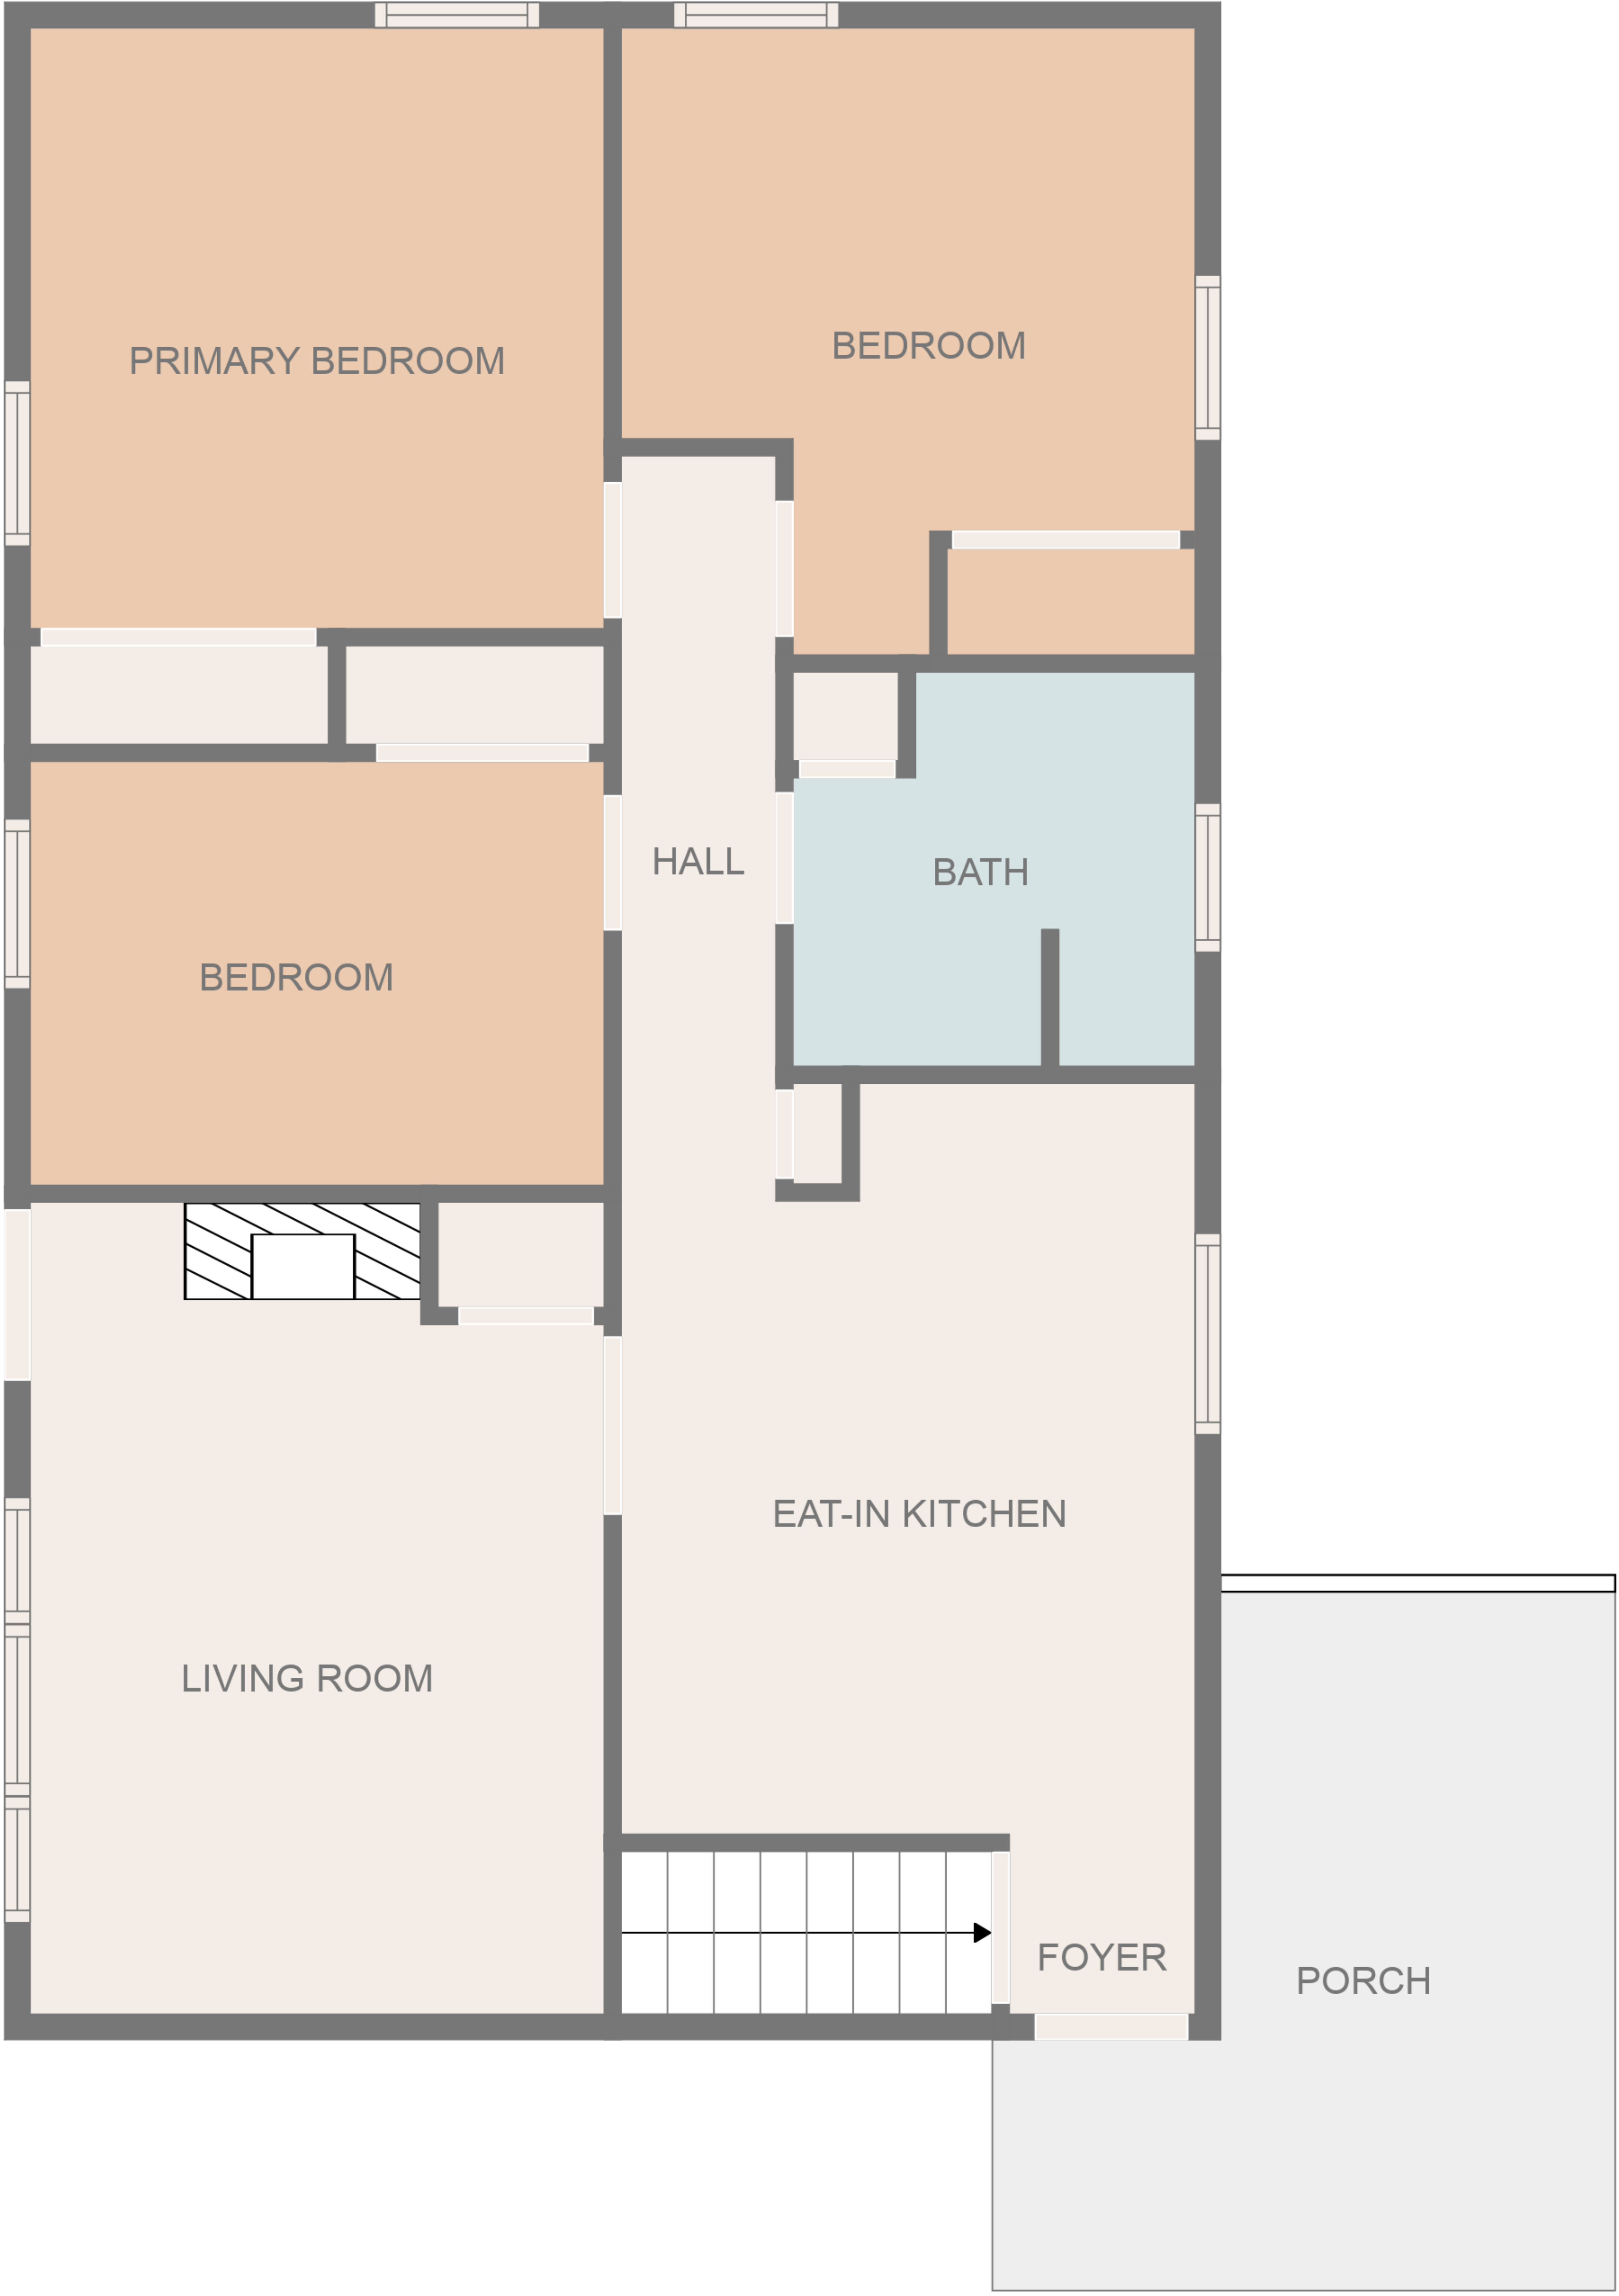 PRIMARY BEDROOM
BEDROOM
HALL
BATH
BEDROOM
EAT-IN KITCHEN
LIVING ROOM
FOYER
PORCH